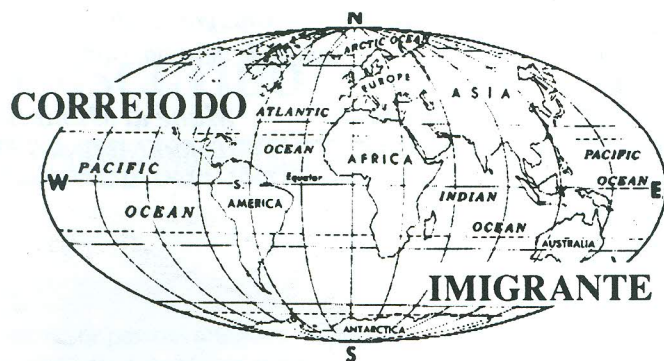 N
ARCTIC OCEAN
EUROPE
ASIA
CORREIO DO
ATLANTIC
OCEAN
AFRICA
PACIFIC
OCEAN
PACIFIC
OCEAN
W
S.
AMERICA
Equator
INDIAN
OCEAN
E
AUSTRALIA
IMIGRANTE
ANTARCTICA
S